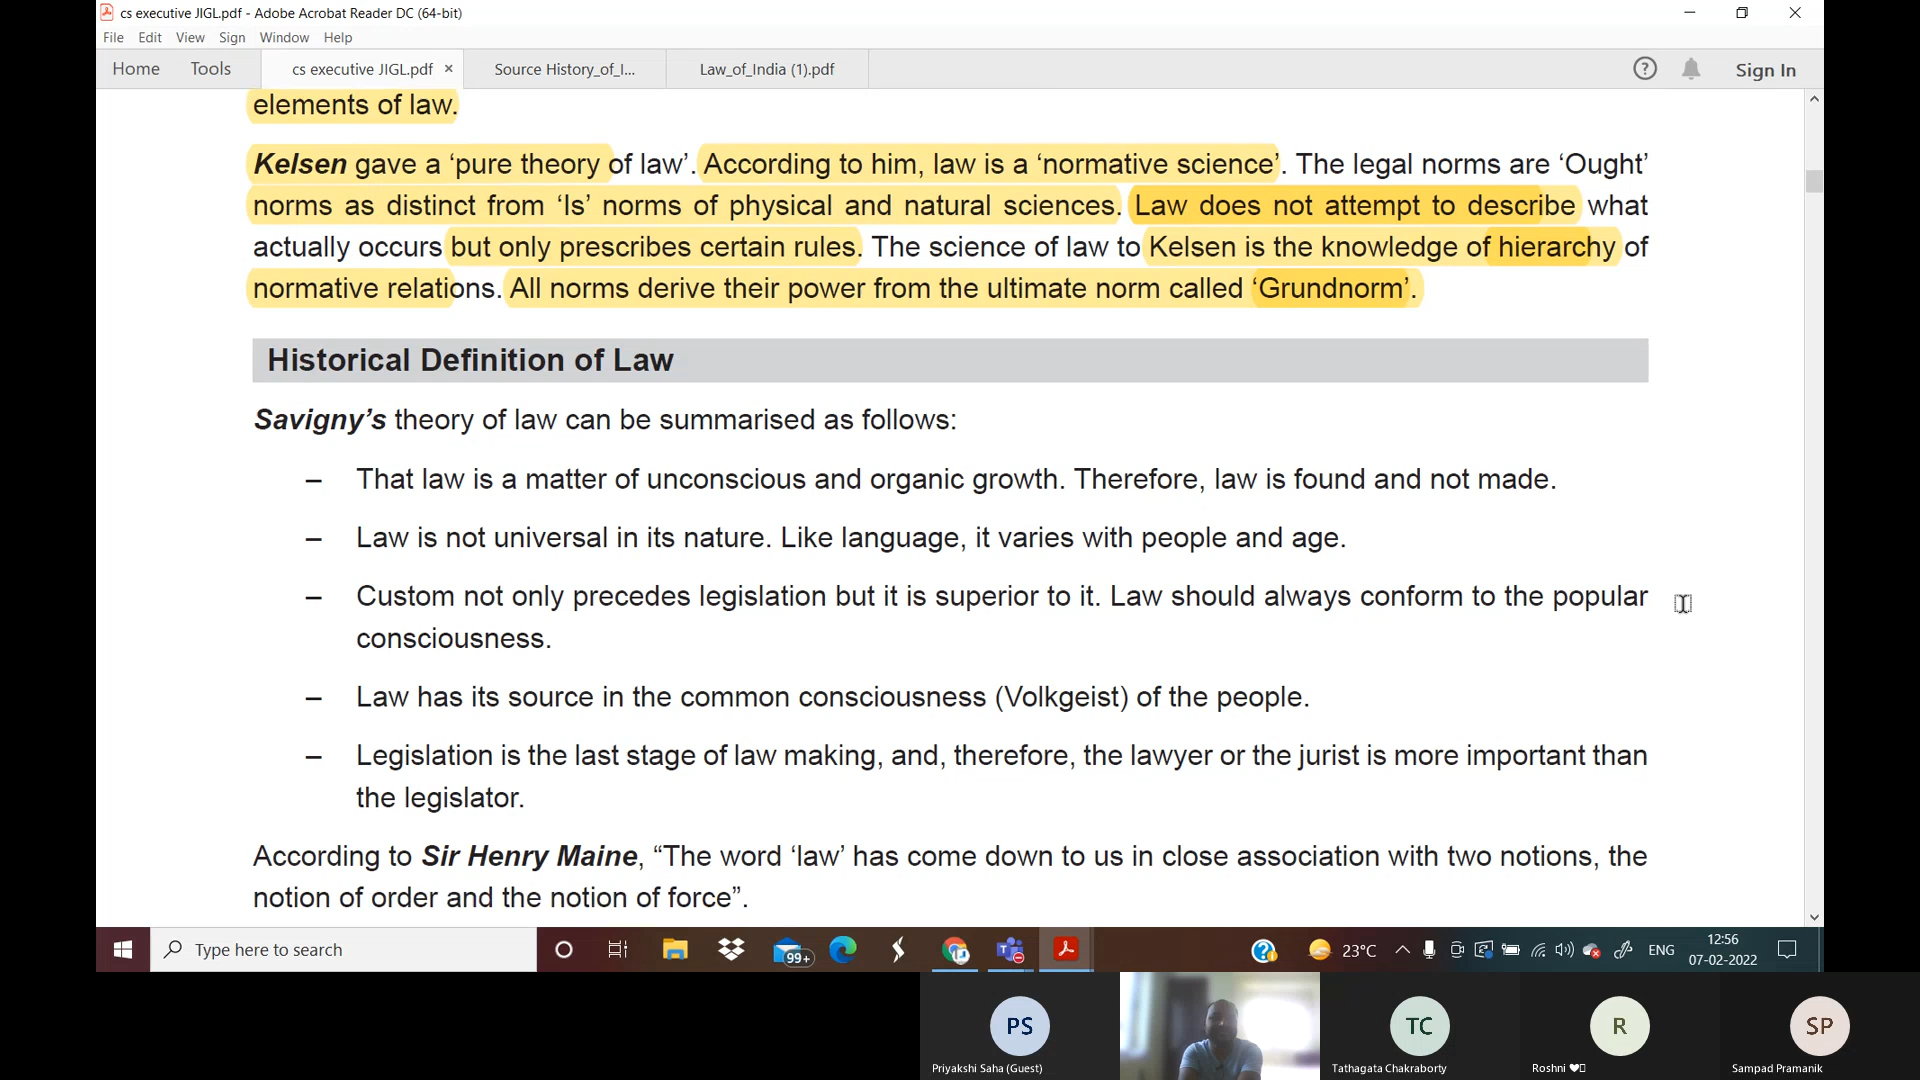 cs executive JIGL.pdf - Adobe Acrobat Reader DC (64-bit)
File Edit View Sign Window Help
Home Tools cs executive JIGL.pdf × Source History_of_I... Law_of_India (1).pdf Sign In
elements of law.
Kelsen gave a ‘pure theory of law’. According to him, law is a ‘normative science’. The legal norms are ‘Ought’
norms as distinct from ‘Is’ norms of physical and natural sciences. Law does not attempt to describe what
actually occurs but only prescribes certain rules. The science of law to Kelsen is the knowledge of hierarchy of
normative relations. All norms derive their power from the ultimate norm called ‘Grundnorm’.
Historical Definition of Law
Savigny’s theory of law can be summarised as follows:
– That law is a matter of unconscious and organic growth. Therefore, law is found and not made.
– Law is not universal in its nature. Like language, it varies with people and age.
– Custom not only precedes legislation but it is superior to it. Law should always conform to the popular
consciousness.
– Law has its source in the common consciousness (Volkgeist) of the people.
– Legislation is the last stage of law making, and, therefore, the lawyer or the jurist is more important than
the legislator.
According to Sir Henry Maine, “The word ‘law’ has come down to us in close association with two notions, the
notion of order and the notion of force”.
Type here to search 99+ 23°C ENG 12:56
07-02-2022
PS TC R SP
Priyakshi Saha (Guest) Tathagata Chakraborty Roshni ❤ Sampad Pramanik